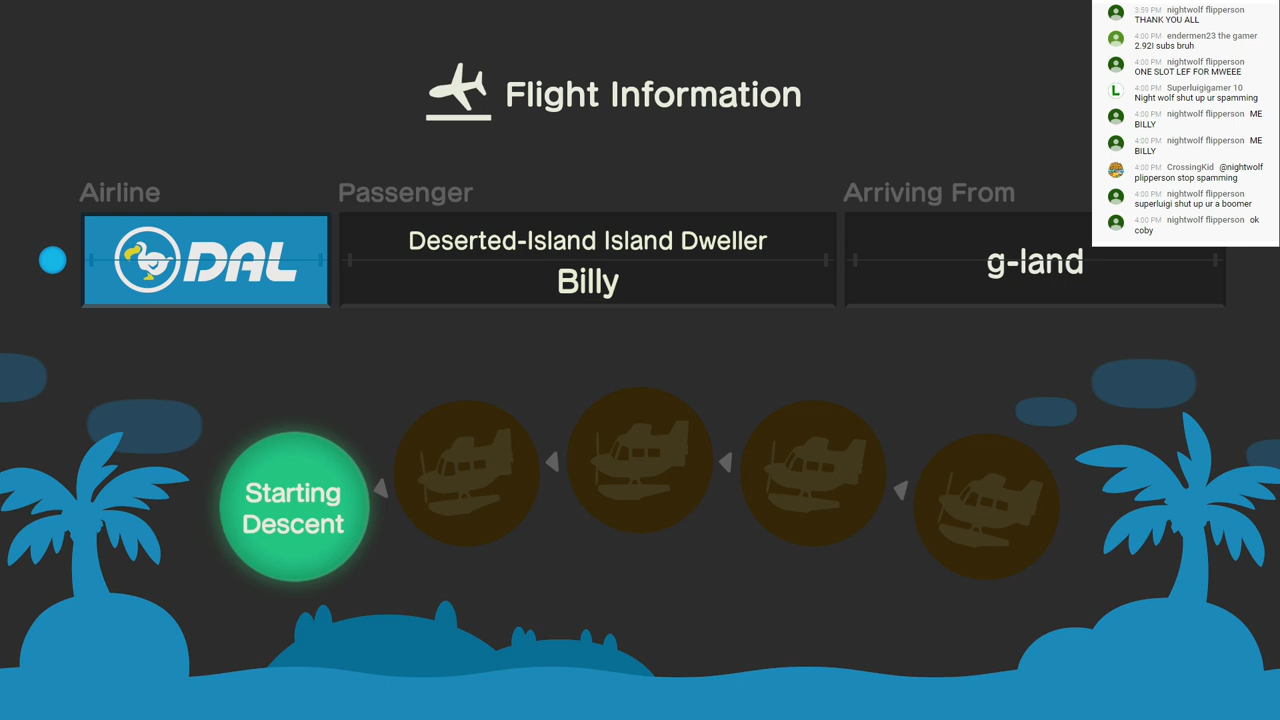 Flight Information
Airline
Passenger
Arriving From
DAL
Deserted-Island Island Dweller
Billy
g-land
Starting
Descent
3:59 PM nightwolf flipperson
THANK YOU ALL
4:00 PM endermen23 the gamer
2.92I subs bruh
4:00 PM nightwolf flipperson
ONE SLOT LEF FOR MWEEE
L
4:00 PM Superluigigamer 10
Night wolf shut up ur spamming
4:00 PM nightwolf flipperson ME
BILLY
4:00 PM nightwolf flipperson ME
BILLY
4:00 PM CrossingKid @nightwolf
plipperson stop spamming
4:00 PM nightwolf flipperson
superluigi shut up ur a boomer
4:00 PM nightwolf flipperson ok
coby